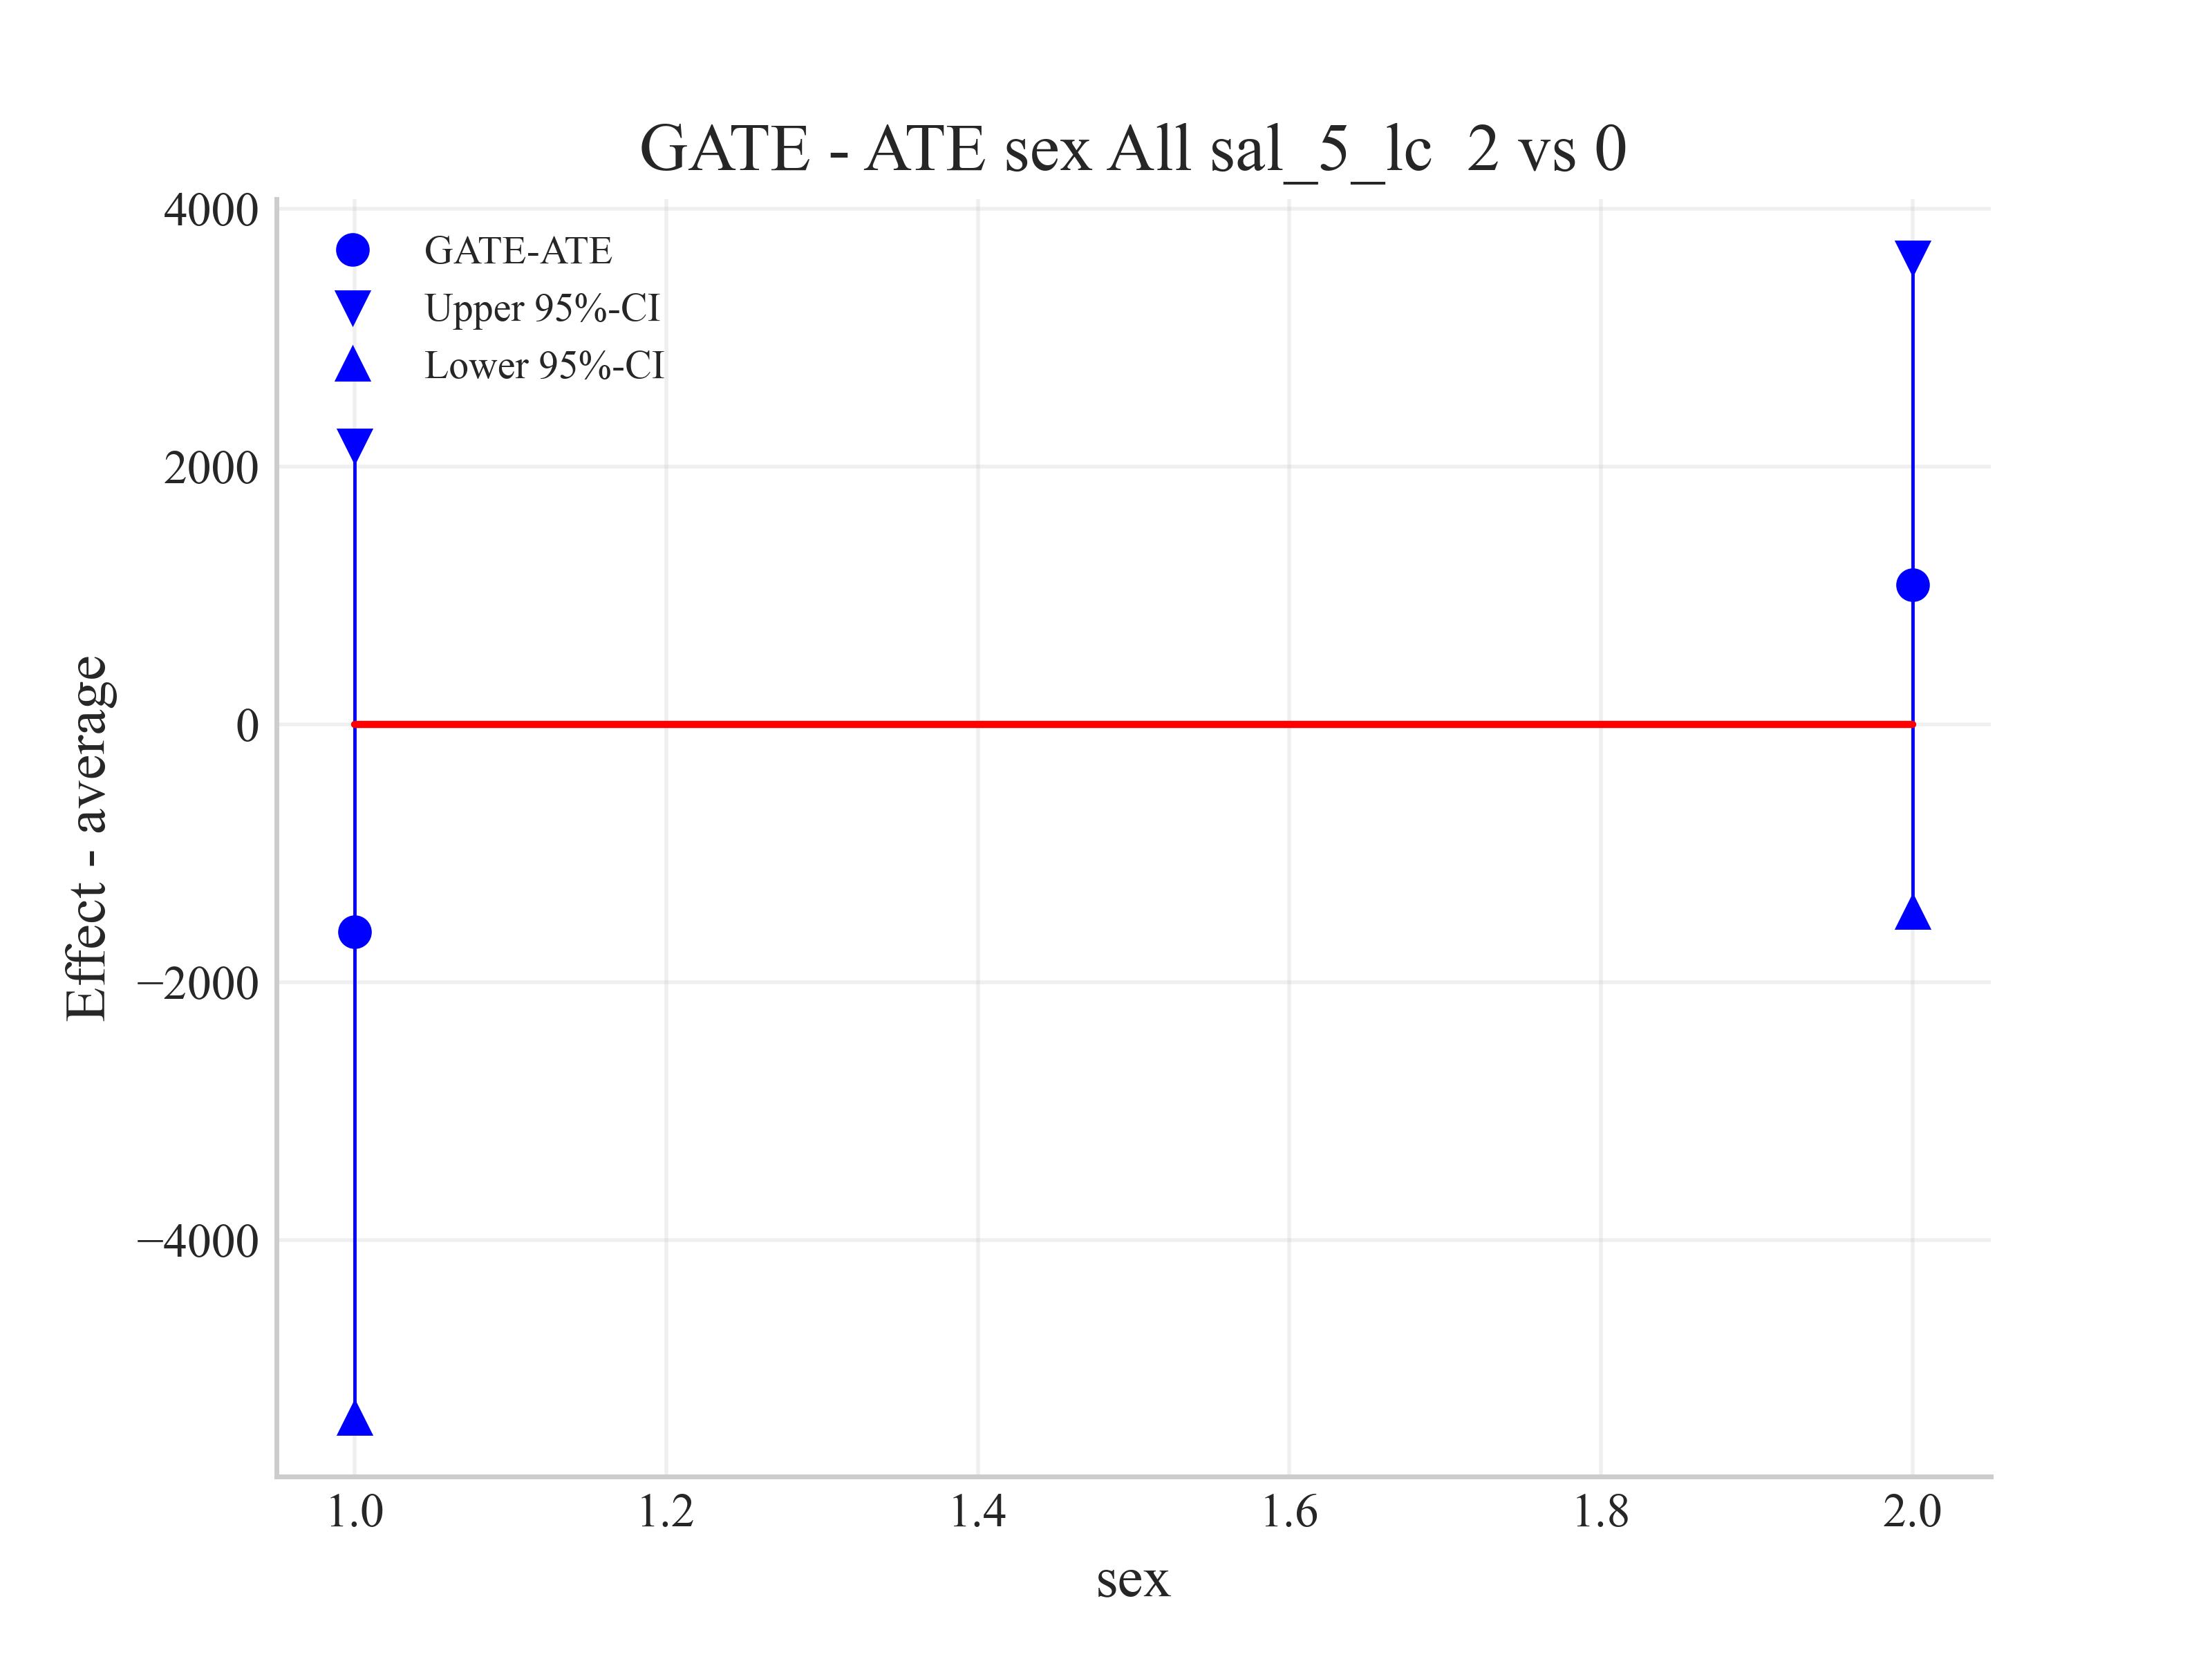 GATE - ATE sex All sal_5_lc  2 vs 0
4000
GATE-ATE
Upper 95%-CI
Lower 95%-CI
2000
0
−2000
−4000
Effect - average
1.0 1.2 1.4 1.6 1.8 2.0
sex